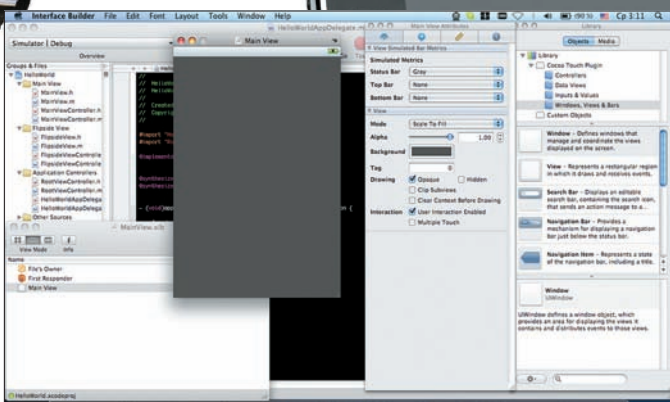 Interface Builder File Edit Font Layout Tools Window Help
Ср 3:11
HelloWorldAppDelegate
Simulator | Debug
Overview
Groups & Files
HelloWorld
Main View
MainView.h
MainView.m
MainViewController.h
MainViewController.m
Flipside View
FlipsideView.h
FlipsideView.m
FlipsideViewControlle
FlipsideViewControlle
Application Controllers
RootViewController.h
RootViewController.m
HelloWorldAppDelega
HelloWorldAppDelega
Other Sources
//
//
//
// Created
// Copyrig
//
#import
#import
@implement
@synthesize
@synthesize
MainView.xib
View Mode Info
Name
File's Owner
First Responder
Main View
HelloWorld.xcodeproj
Main View
Main View Attributes
View Simulated Bar Metrics
Simulated Metrics
Status Bar Gray
Top Bar None
Bottom Bar None
View
Mode Scale To Fill
Alpha 1.00
Background
Tag
Drawing Opaque Hidden
Clip Subviews
Clear Context Before Drawing
Interaction User Interaction Enabled
Multiple Touch
Library
Objects Media
Library
Cocoa Touch Plugin
Controllers
Data Views
Inputs & Values
Windows, Views & Bars
Custom Objects
Window – Defines windows that
manage and coordinate the views
displayed on the screen.
View – Represents a rectangular region
in which it draws and receives events.
Search Bar – Displays an editable
search bar, containing the search icon,
that sends an action message to a...
Navigation Bar – Provides a
mechanism for displaying a navigation
bar just below the status bar.
Navigation Item – Represents a state
of the navigation bar, including a title.
Window
UIWindow
UIWindow defines a window object, which
provides an area for displaying the views it
contains and distributes events to those views.